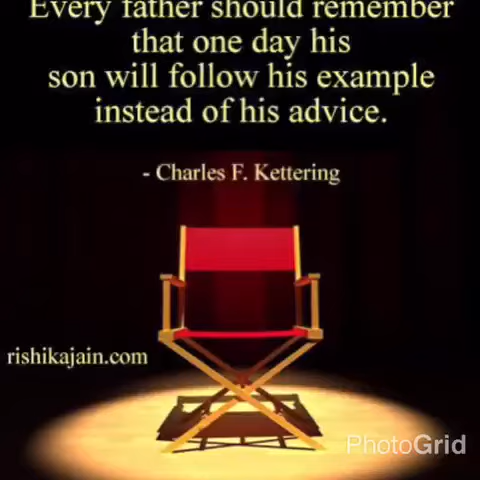 Every father should remember
that one day his
son will follow his example
instead of his advice.
- Charles F. Kettering
rishikajain.com
PhotoGrid